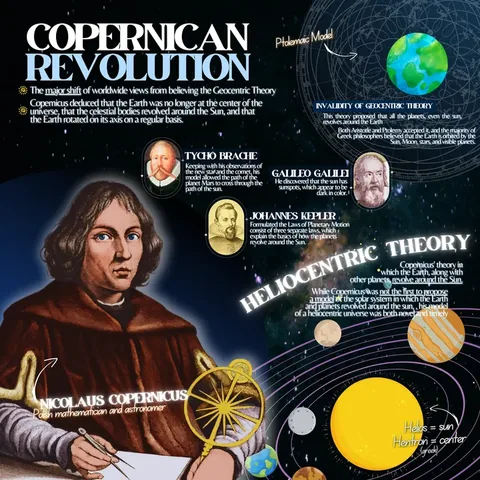 COPERNICAN
REVOLUTION
The major shift of worldwide views from believing the Geocentric Theory
Copernicus deduced that the Earth was no longer at the center of the
universe, that the celestial bodies revolved around the Sun, and that
the Earth rotated on its axis on a regular basis.
Ptolemaic Model
INVALIDITY OF GEOCENTRIC THEORY
This theory proposed that all the planets, even the sun,
revolves around the Earth
Both Aristotle and Ptolemy accepted it, and the majority of
Greek philosophers believed that the Earth is orbited by the
Sun, Moon, stars, and visible planets.
TYCHO BRACHE
Keeping with his observations of
the new star and the comet, his
model allowed the path of the
planet Mars to cross through the
path of the sun.
GALILEO GALILEI
He discovered that the sun has
sunspots, which appear to be
dark in color.
JOHANNES KEPLER
Formulated the Laws of Planetary Motion
consist of three separate laws, which
explain the basics of how the planets
revolve around the Sun.
HELIOCENTRIC THEORY
Copernicus' theory in
which the Earth, along with
other planets, revolve around the Sun.
While Copernicus was not the first to propose
a model of the solar system in which the Earth
and planets revolved around the sun, , his model
of a heliocentric universe was both novel and timely
NICOLAUS COPERNICUS
Polish mathematician and astronomer
Helios = sun
Hentron = center
(greek)